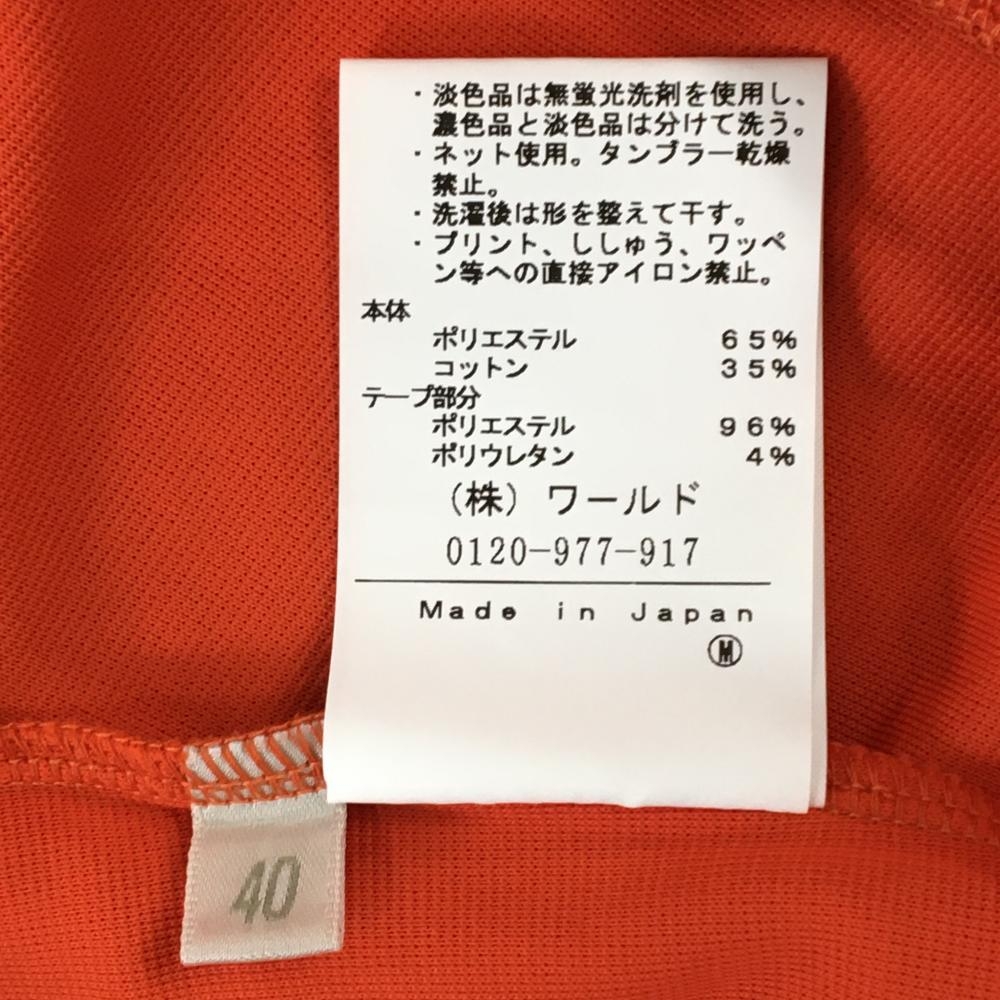 ・淡色品は無蛍光洗剤を使用し、
濃色品と淡色品は分けて洗う。
・ネット使用。タンブラー乾燥
禁止。
・洗濯後は形を整えて干す。
・プリント、ししゅう、ワッペ
ン等への直接アイロン禁止。
本体
ポリエステル 65%
コットン 35%
テープ部分
ポリエステル 96%
ポリウレタン 4%
(株)ワールド
0120-977-917
Made in Japan
Ⓜ
40